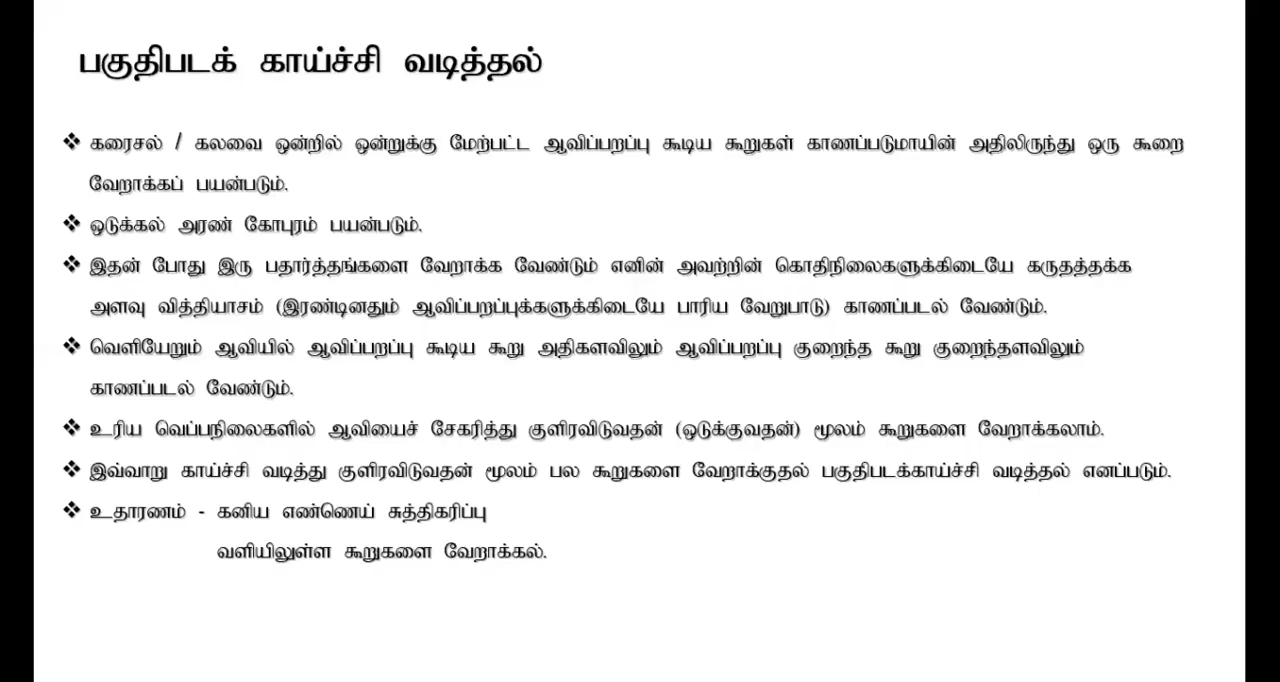 பகுதிபடக் காய்ச்சி வடித்தல்
❖ கரைசல் / கலவை ஒன்றில் ஒன்றுக்கு மேற்பட்ட ஆவிப்பறப்பு கூடிய கூறுகள் காணப்படுமாயின் அதிலிருந்து ஒரு கூறை
வேறாக்கப் பயன்படும்.
❖ ஒடுக்கல் அரண் கோபுரம் பயன்படும்.
❖ இதன் போது இரு பதார்த்தங்களை வேறாக்க வேண்டும் எனின் அவற்றின் கொதிநிலைகளுக்கிடையே கருதத்தக்க
அளவு வித்தியாசம் (இரண்டினதும் ஆவிப்பறப்புக்களுக்கிடையே பாரிய வேறுபாடு) காணப்படல் வேண்டும்.
❖ வெளியேறும் ஆவியில் ஆவிப்பறப்பு கூடிய கூறு அதிகளவிலும் ஆவிப்பறப்பு குறைந்த கூறு குறைந்தளவிலும்
காணப்படல் வேண்டும்.
❖ உரிய வெப்பநிலைகளில் ஆவியைச் சேகரித்து குளிரவிடுவதன் (ஒடுக்குவதன்) மூலம் கூறுகளை வேறாக்கலாம்.
❖ இவ்வாறு காய்ச்சி வடித்து குளிரவிடுவதன் மூலம் பல கூறுகளை வேறாக்குதல் பகுதிபடக்காய்ச்சி வடித்தல் எனப்படும்.
❖ உதாரணம் - கனிய எண்ணெய் சுத்திகரிப்பு
வளியிலுள்ள கூறுகளை வேறாக்கல்.